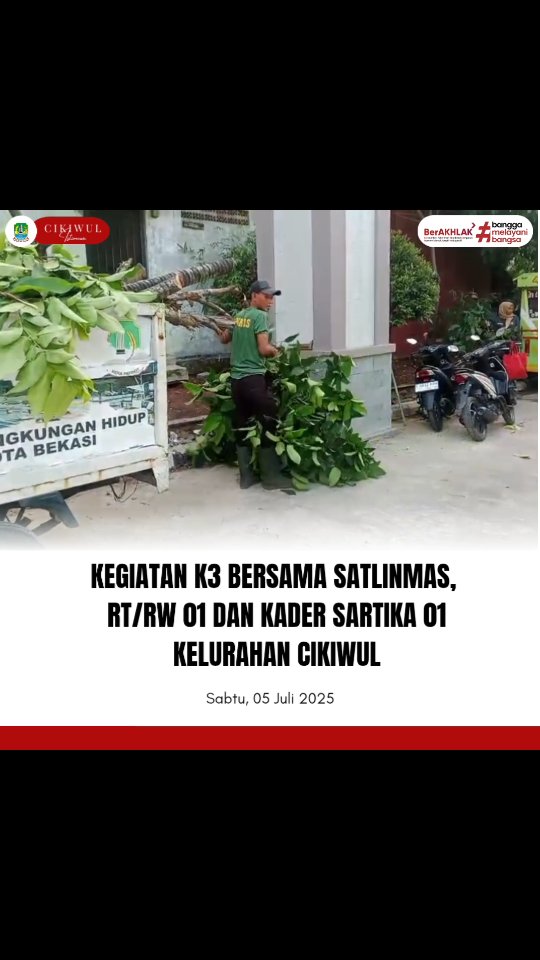 CIKIWUL
BerAKHLAK
#bangga
melayani
bangsa
NGKUNGAN HIDUP
OTA BEKASI
KEGIATAN K3 BERSAMA SATLINMAS,
RT/RW 01 DAN KADER SARTIKA 01
KELURAHAN CIKIWUL
Sabtu, 05 Juli 2025